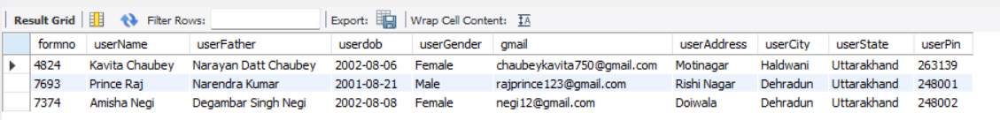 Result Grid Filter Rows: Export: Wrap Cell Content: IA
formno userName userFather userdob userGender gmail userAddress userCity userState userPin
4824 Kavita Chaubey Narayan Datt Chaubey 2002-08-06 Female chaubeykavita750@gmail.com Motinagar Haldwani Uttarakhand 263139
7693 Prince Raj Narendra Kumar 2001-08-21 Male rajprince123@gmail.com Rishi Nagar Dehradun Uttarakhand 248001
7374 Amisha Negi Degambar Singh Negi 2002-08-08 Female negi12@gmail.com Doiwala Dehradun Uttarakhand 248002